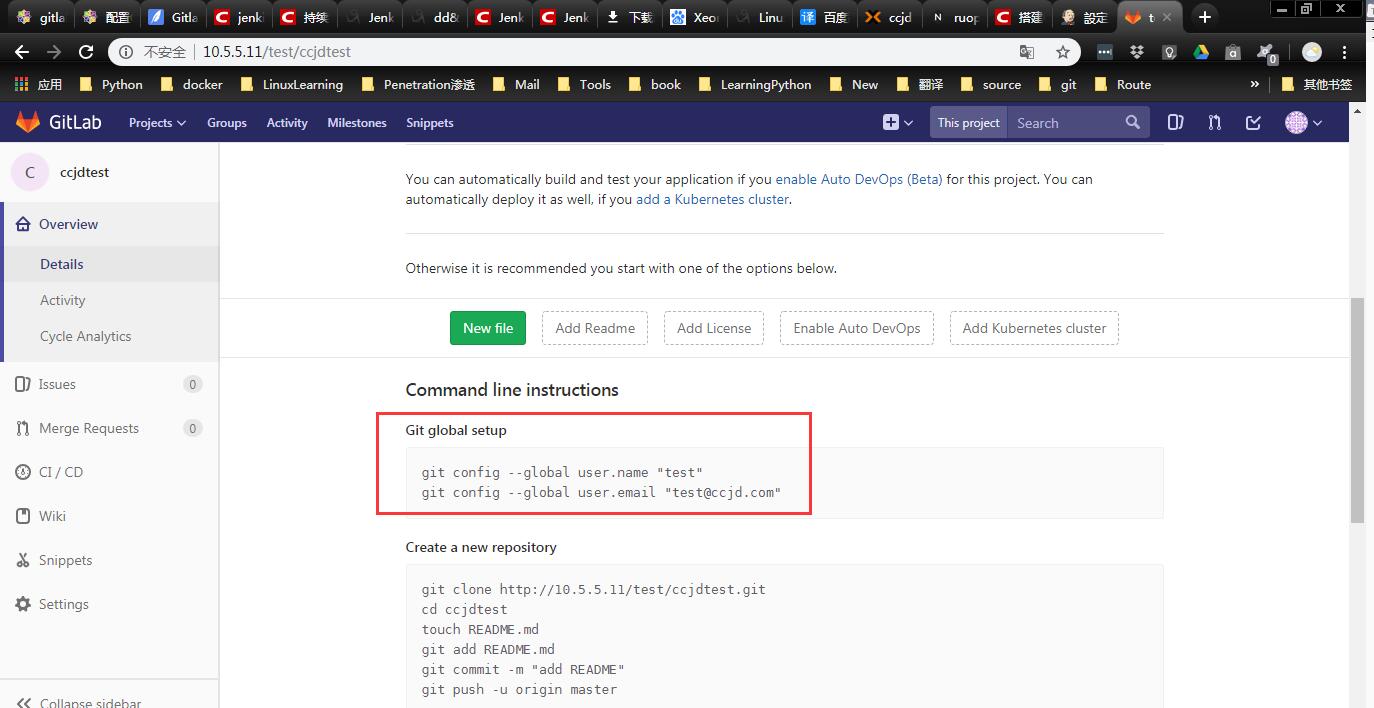 gitla
配置
Gitla
jenki
持续
Jenk
dd&
Jenk
Jenk
下载
Xeo
Linu
百度
ccjd
ruop
搭建
設定
不安全 10.5.5.11/test/ccjdtest
应用 Python docker LinuxLearning Penetration渗透 Mail Tools book LearningPython New 翻译 source git Route » 其他书签
GitLab Projects Groups Activity Milestones Snippets This project Search
C ccjdtest
Overview
Details
Activity
Cycle Analytics
Issues 0
Merge Requests 0
CI / CD
Wiki
Snippets
Settings
Collapse sidebar
You can automatically build and test your application if you enable Auto DevOps (Beta) for this project. You can
automatically deploy it as well, if you add a Kubernetes cluster.
Otherwise it is recommended you start with one of the options below.
New file Add Readme Add License Enable Auto DevOps Add Kubernetes cluster
Command line instructions
Git global setup
git config --global user.name "test"
git config --global user.email "test@ccjd.com"
Create a new repository
git clone http://10.5.5.11/test/ccjdtest.git
cd ccjdtest
touch README.md
git add README.md
git commit -m "add README"
git push -u origin master